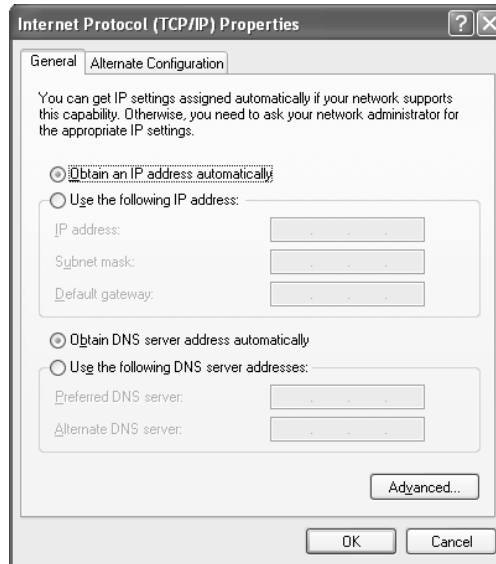 Internet Protocol (TCP/IP) Properties
General
Alternate Configuration
You can get IP settings assigned automatically if your network supports
this capability. Otherwise, you need to ask your network administrator for
the appropriate IP settings.
Obtain an IP address automatically
Use the following IP address:
IP address:
Subnet mask:
Default gateway:
Obtain DNS server address automatically
Use the following DNS server addresses:
Preferred DNS server:
Alternate DNS server:
Advanced...
OK
Cancel